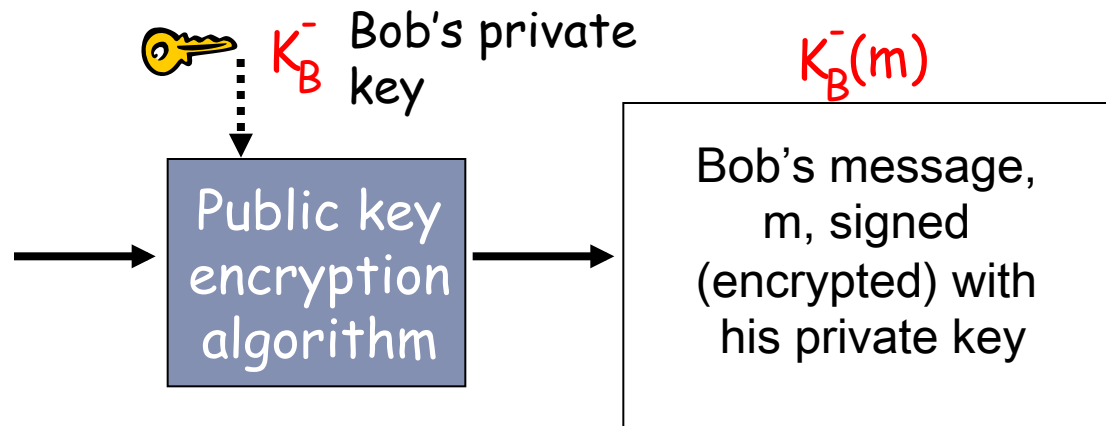 K_B^- Bob's private
key
K_B^-(m)
Public key
encryption
algorithm
Bob’s message,
m, signed
(encrypted) with
his private key